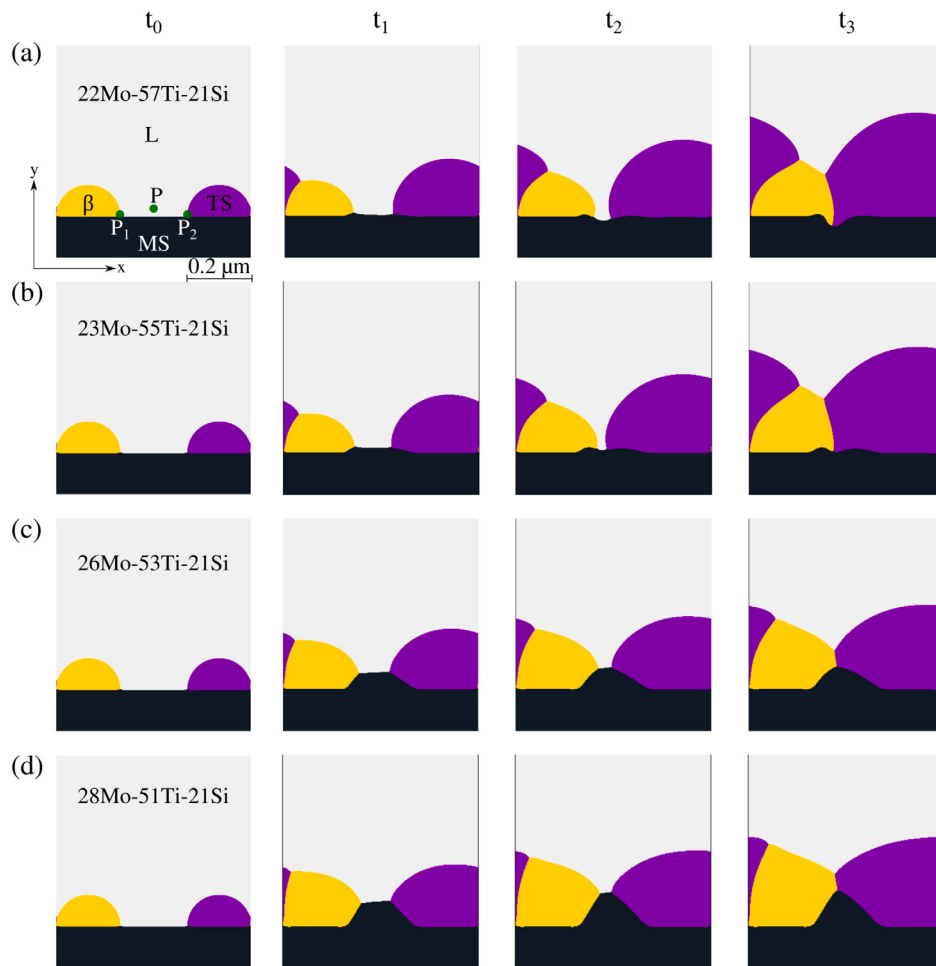 t₀ t₁ t₂ t₃
(a)
22Mo-57Ti-21Si
L
y
β P TS
P₁ P₂
MS
x
0.2 μm
(b)
23Mo-55Ti-21Si
(c)
26Mo-53Ti-21Si
(d)
28Mo-51Ti-21Si